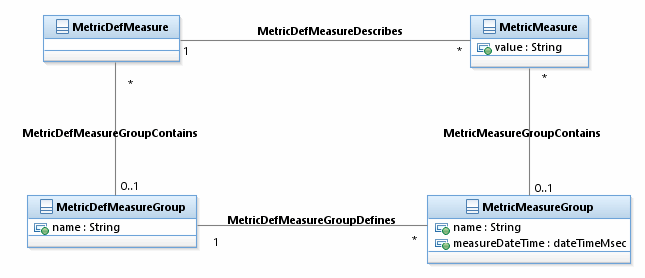 MetricDefMeasure
MetricDefMeasureDescribes
MetricMeasure
value : String
1
*
*
*
MetricDefMeasureGroupContains
MetricMeasureGroupContains
0..1
0..1
MetricDefMeasureGroup
MetricDefMeasureGroupDefines
MetricMeasureGroup
name : String
name : String
1
*
measureDateTime : dateTimeMsec